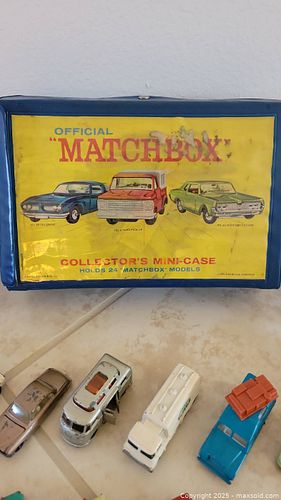 OFFICIAL
"MATCHBOX"
COLLECTOR'S MINI-CASE
HOLDS 24 "MATCHBOX" MODELS
Copyright © 2025 - maxsold.com